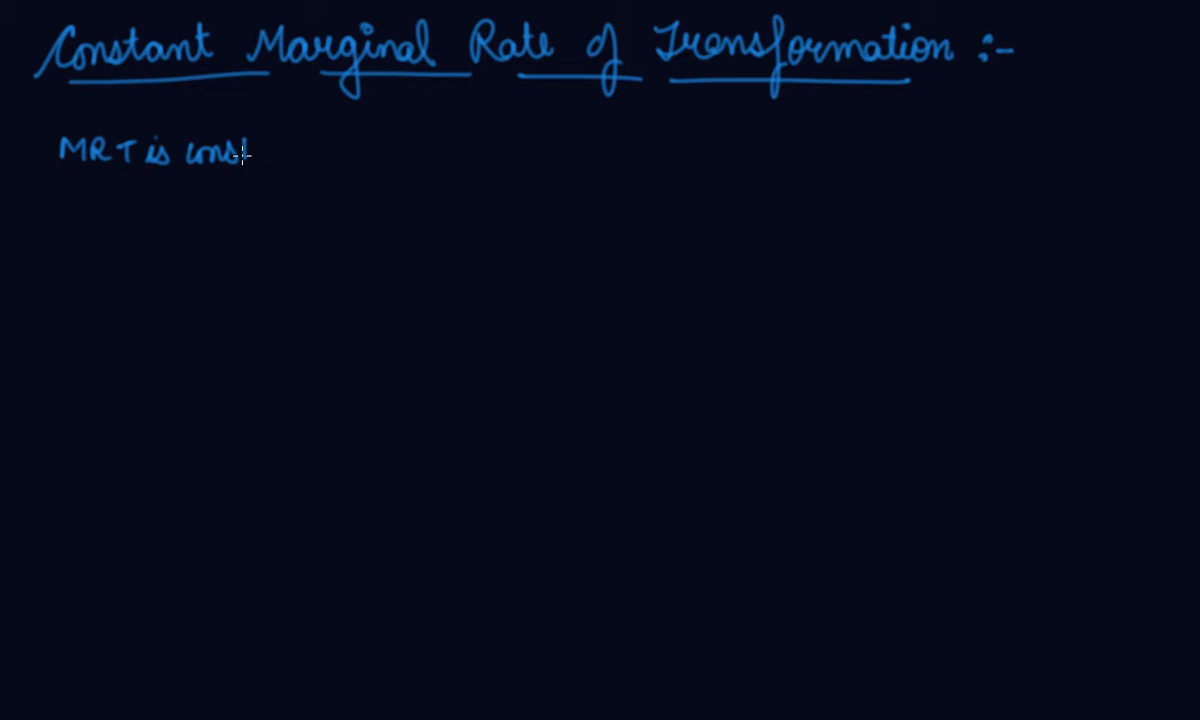 Constant Marginal Rate of Transformation :-
MRT is const